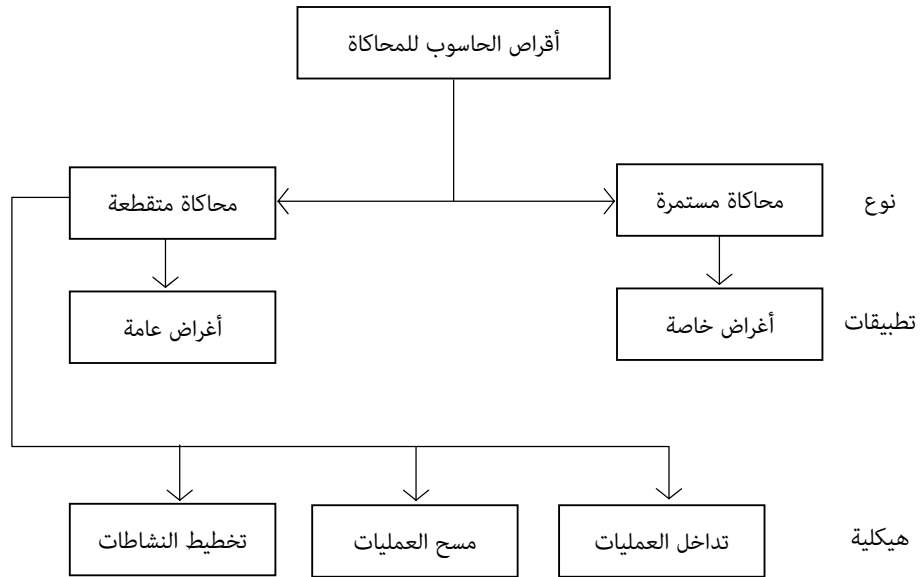 أقراص الحاسوب للمحاكاة
نوع
محاكاة مستمرة
محاكاة متقطعة
تطبيقات
أغراض خاصة
أغراض عامة
هيكلية
تداخل العمليات
مسح العمليات
تخطيط النشاطات